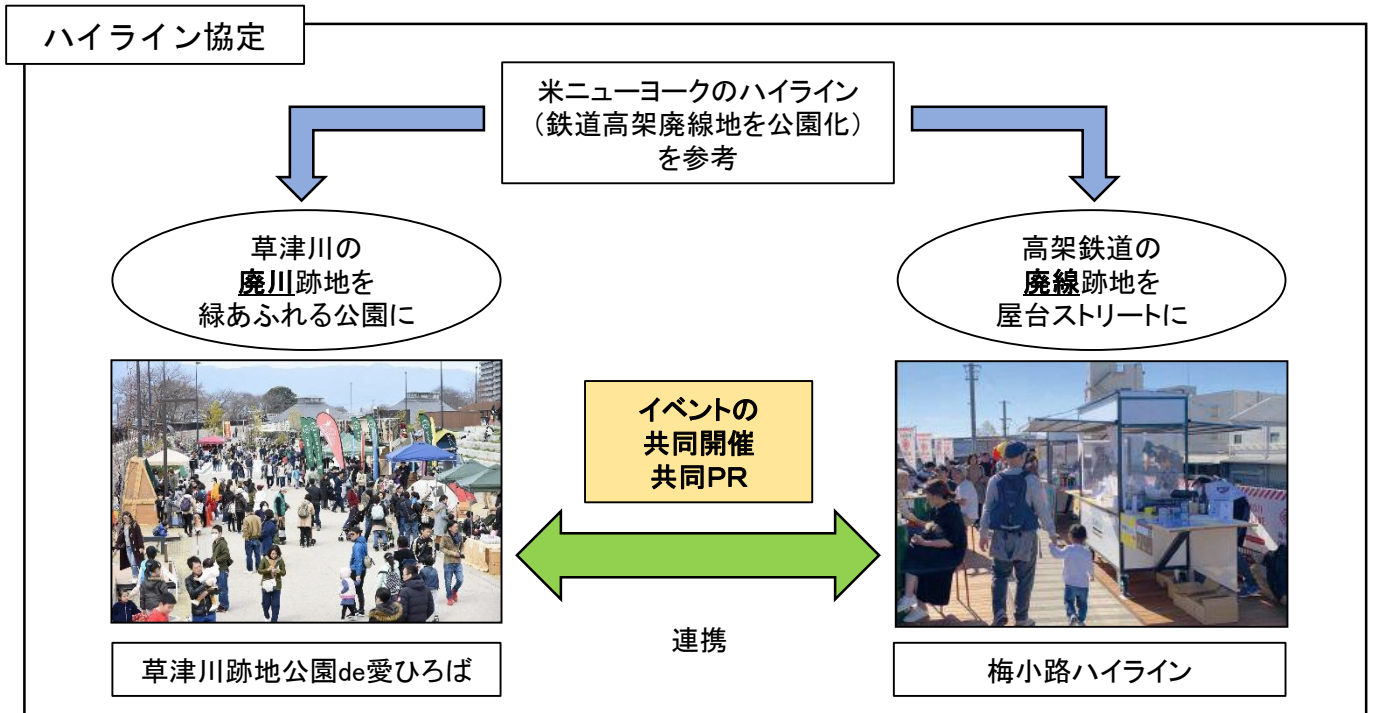 ハイライン協定
米ニューヨークのハイライン
（鉄道高架廃線地を公園化）
を参考
草津川の
廃川跡地を
緑あふれる公園に
高架鉄道の
廃線跡地を
屋台ストリートに
イベントの
共同開催
共同PR
連携
草津川跡地公園de愛ひろば
梅小路ハイライン